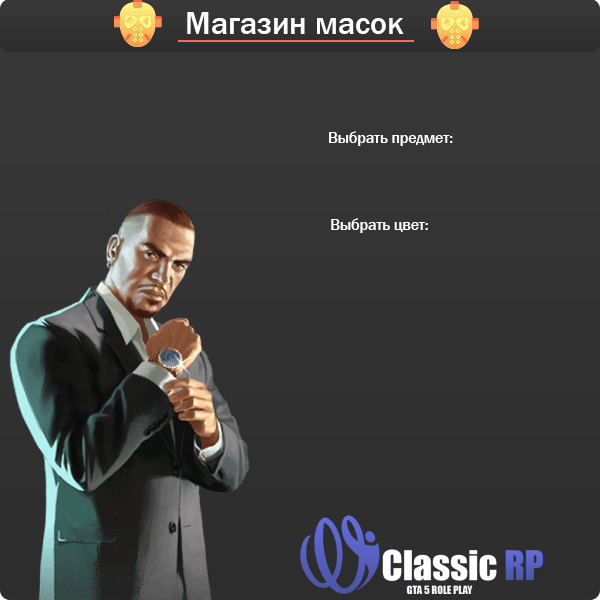 Магазин масок
Выбрать предмет:
Выбрать цвет:
Classic RP
GTA 5 ROLE PLAY